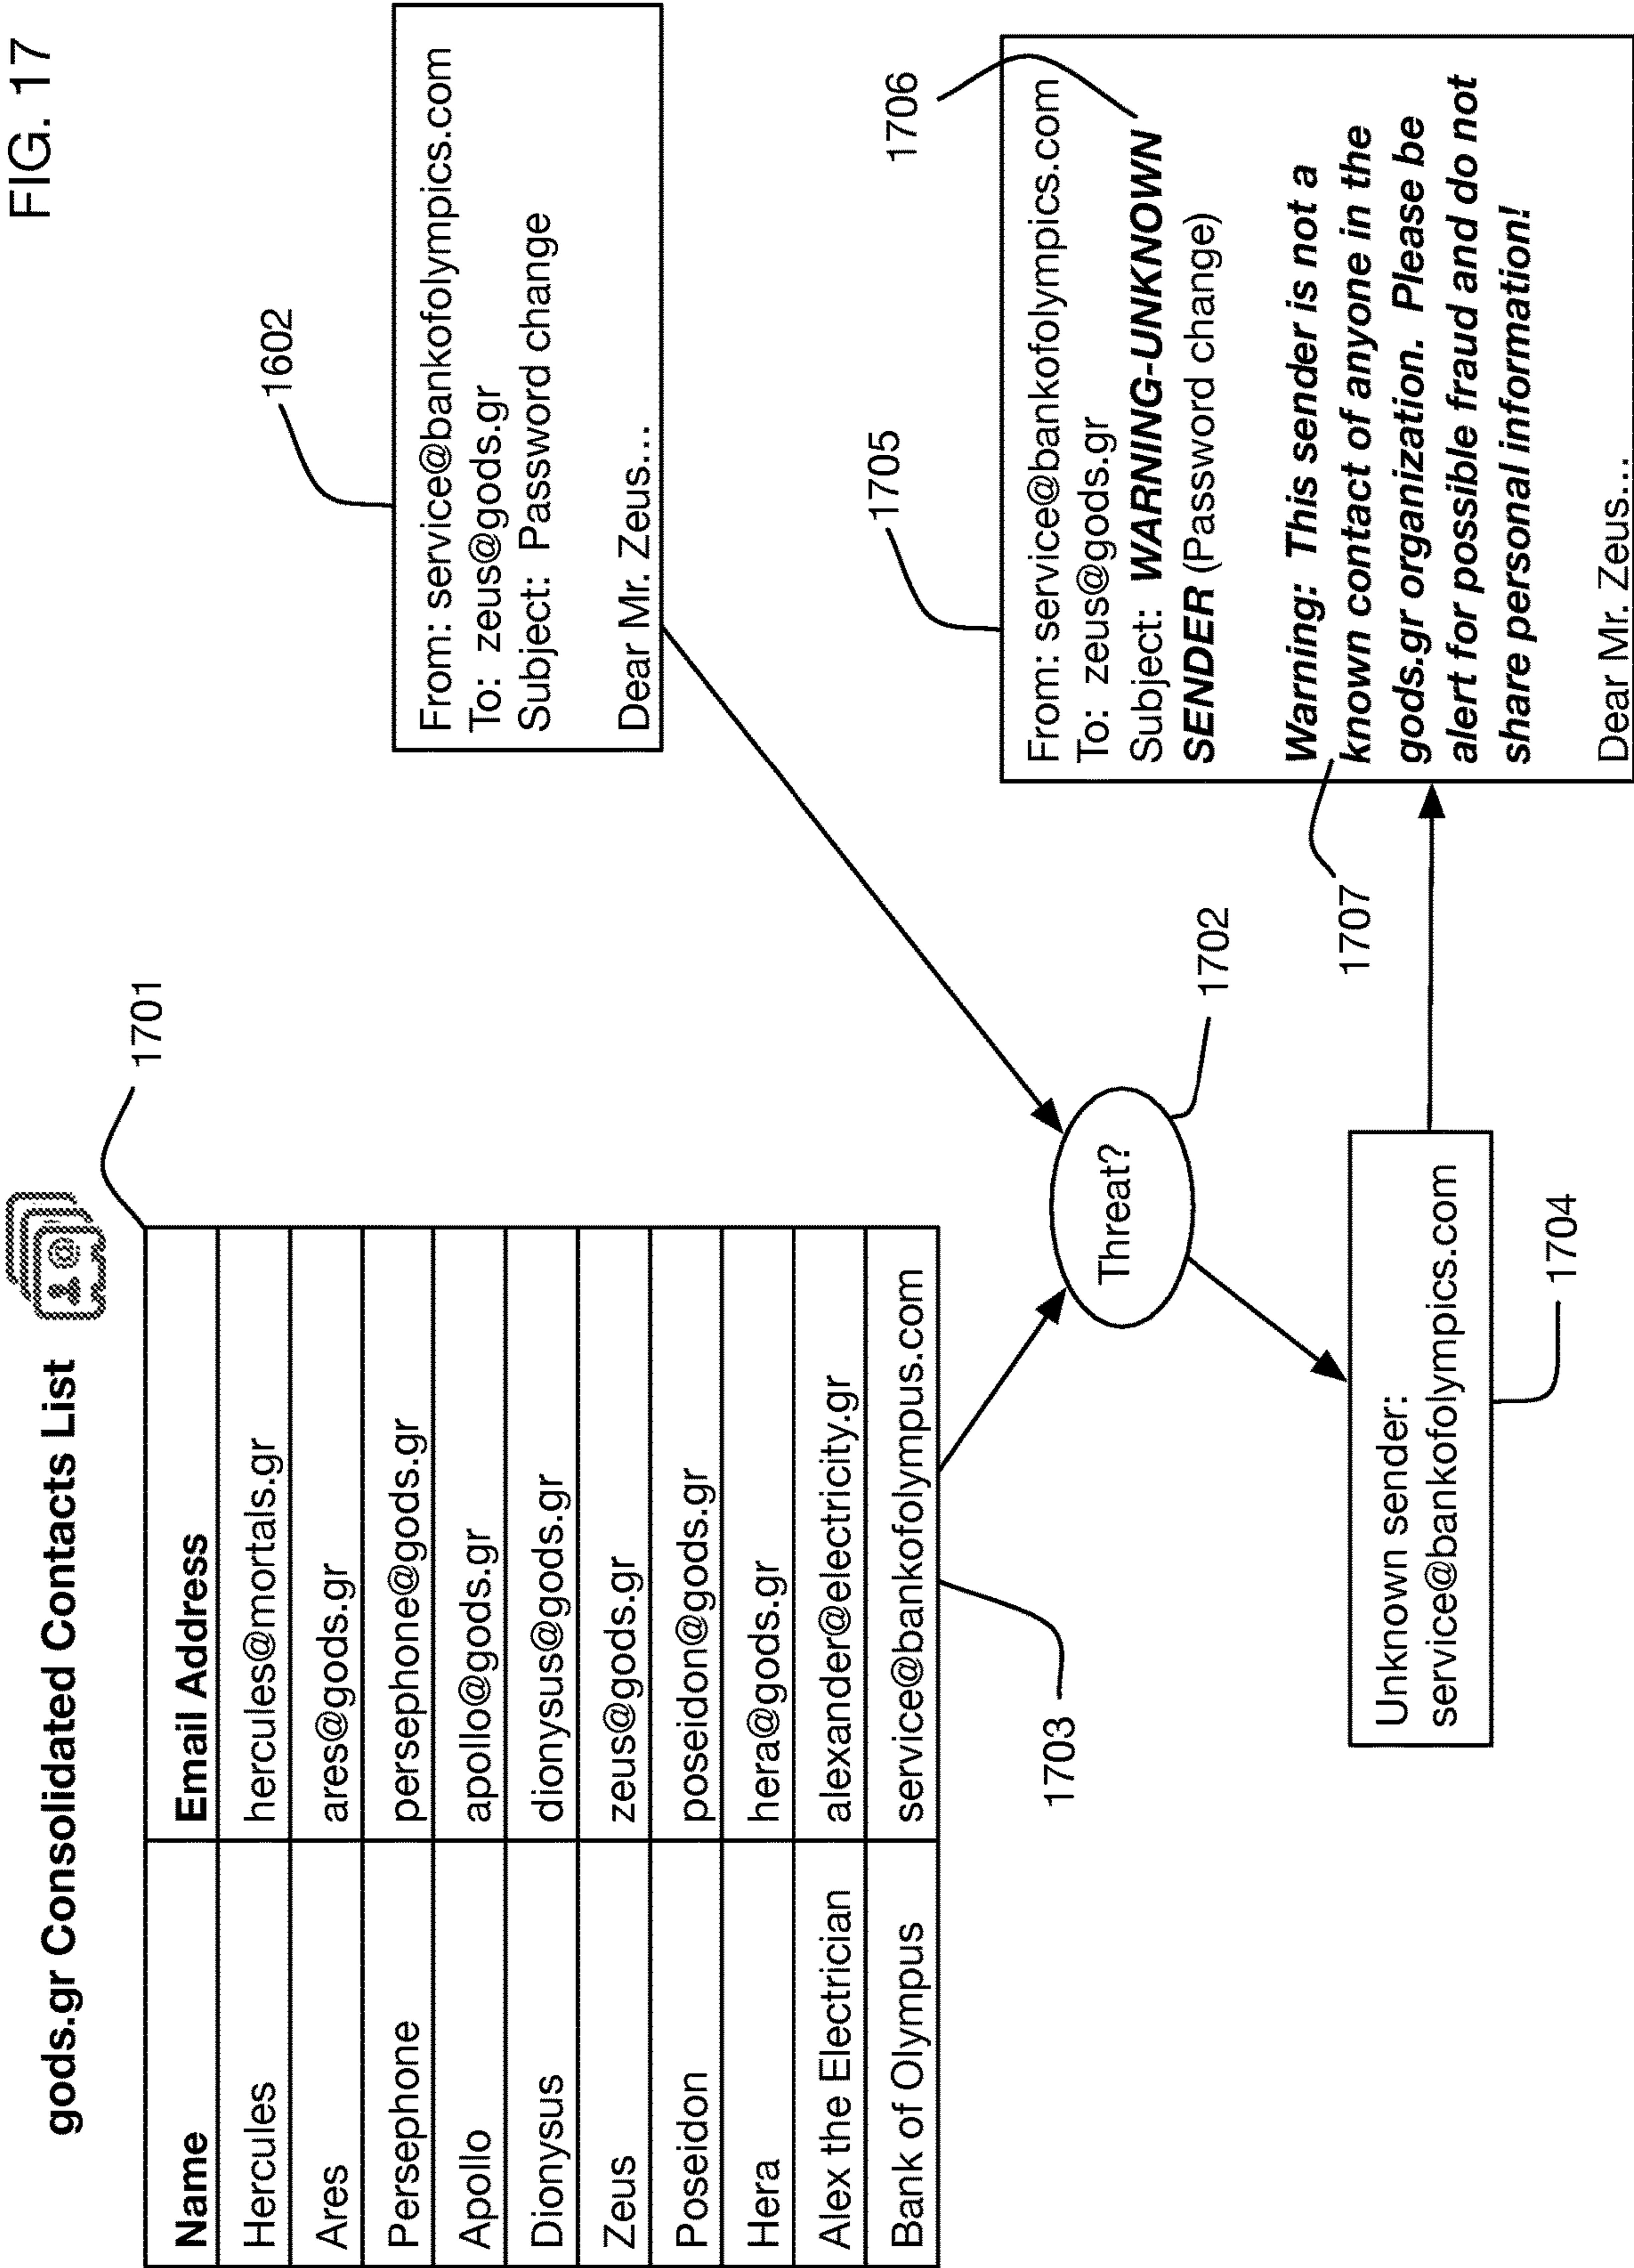 FIG. 17
gods.gr Consolidated Contacts List
1701
Name Email Address
Hercules hercules@mortals.gr
Ares ares@gods.gr
Persephone persephone@gods.gr
Apollo apollo@gods.gr
Dionysus dionysus@gods.gr
Zeus zeus@gods.gr
Poseidon poseidon@gods.gr
Hera hera@gods.gr
Alex the Electrician alexander@electricity.gr
Bank of Olympus service@bankofolympus.com
1703
1602
From: service@bankofolympics.com
To: zeus@gods.gr
Subject: Password change
Dear Mr. Zeus...
Threat?
1702
Unknown sender:
service@bankofolympics.com
1704
1705
1706
From: service@bankofolympics.com
To: zeus@gods.gr
Subject: WARNING-UNKNOWN
SENDER (Password change)
1707
Warning: This sender is not a
known contact of anyone in the
gods.gr organization. Please be
alert for possible fraud and do not
share personal information!
Dear Mr. Zeus...